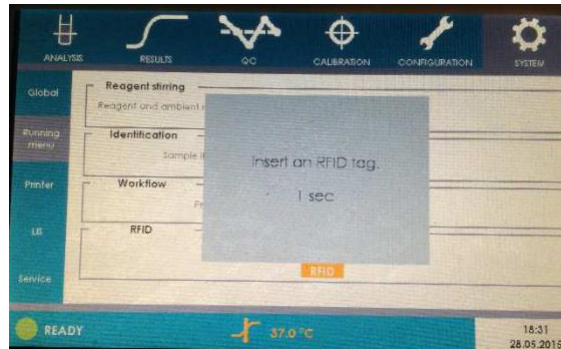 ANALYSIS
RESULTS
QC
CALIBRATION
CONFIGURATION
SYSTEM
Global
Running
menu
Printer
LIS
Service
Reagent stirring
Reagent and ambient
Identification
Sample
Workflow
RFID
Insert an RFID tag.
1 sec
RFID
READY
37.0 °C
18:31
28.05.2015